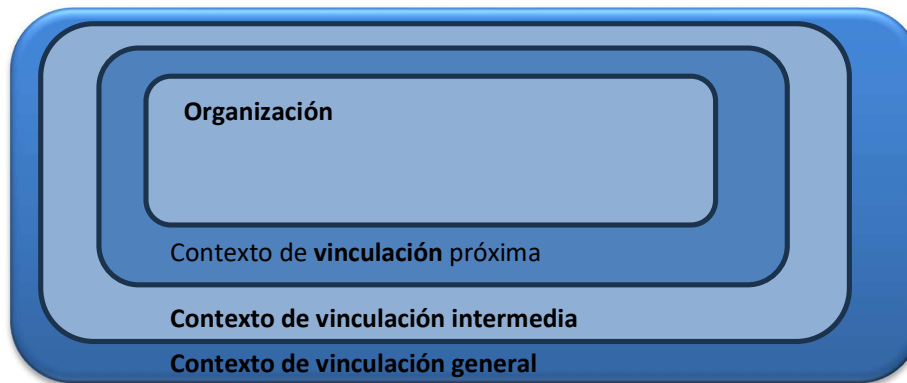 Organización
Contexto de vinculación próxima
Contexto de vinculación intermedia
Contexto de vinculación general